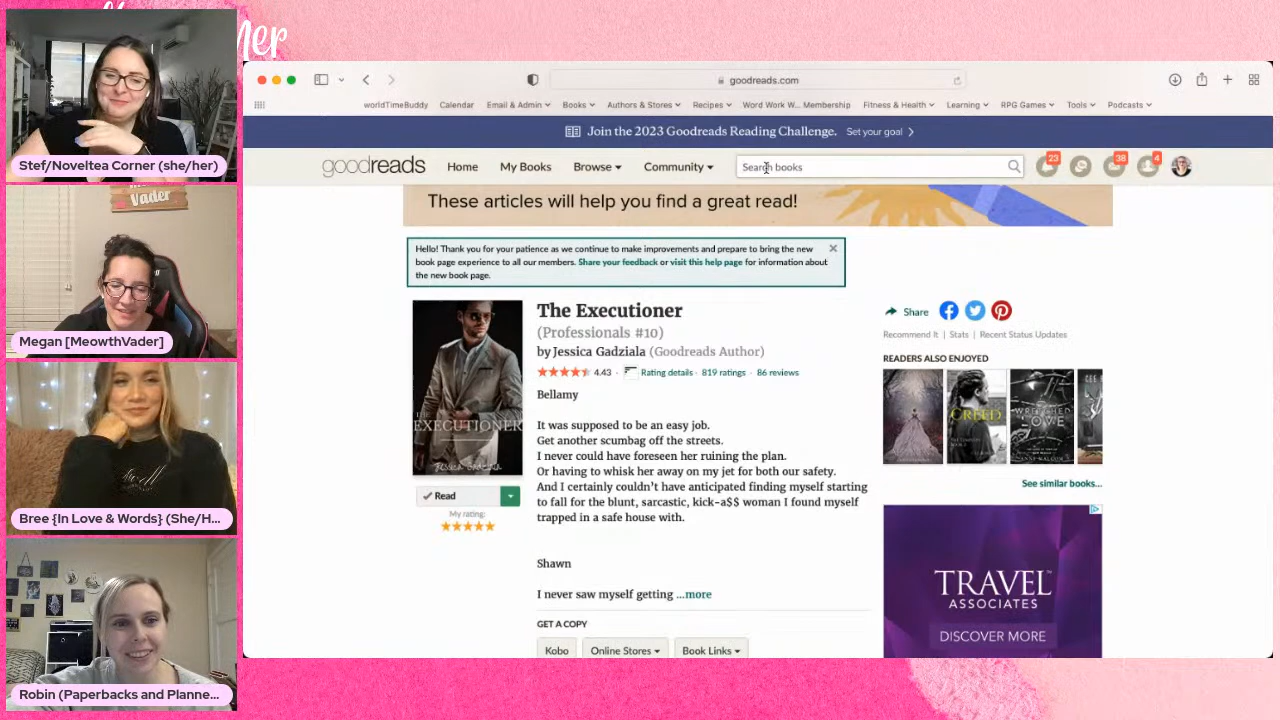 Mer
Stef/Noveltea Corner (she/her)
Vader
Megan [MeowthVader]
Bree {In Love & Words} (She/H...
Robin (Paperbacks and Planne...
goodreads.com
worldTimeBuddy Calendar Email & Admin Books Authors & Stores Recipes Word Work W... Membership Fitness & Health Learning RPG Games Tools Podcasts
Join the 2023 Goodreads Reading Challenge. Set your goal
goodreads Home My Books Browse Community Search books 23 38 4
These articles will help you find a great read!
Hello! Thank you for your patience as we continue to make improvements and prepare to bring the new
book page experience to all our members. Share your feedback or visit this help page for information about
the new book page.
THE
EXECUTIONER
Jessica Gadziala
Read
My rating:
The Executioner
(Professionals #10)
by Jessica Gadziala (Goodreads Author)
4.43 · Rating details · 819 ratings · 86 reviews
Bellamy
It was supposed to be an easy job.
Get another scumbag off the streets.
I never could have foreseen her ruining the plan.
Or having to whisk her away on my jet for both our safety.
And I certainly couldn't have anticipated finding myself starting
to fall for the blunt, sarcastic, kick-a$$ woman I found myself
trapped in a safe house with.
Shawn
I never saw myself getting ...more
GET A COPY
Kobo Online Stores Book Links
Share
Recommend It | Stats | Recent Status Updates
READERS ALSO ENJOYED
CREED
WRETCHED
LOVE
See similar books...
TRAVEL
ASSOCIATES
DISCOVER MORE